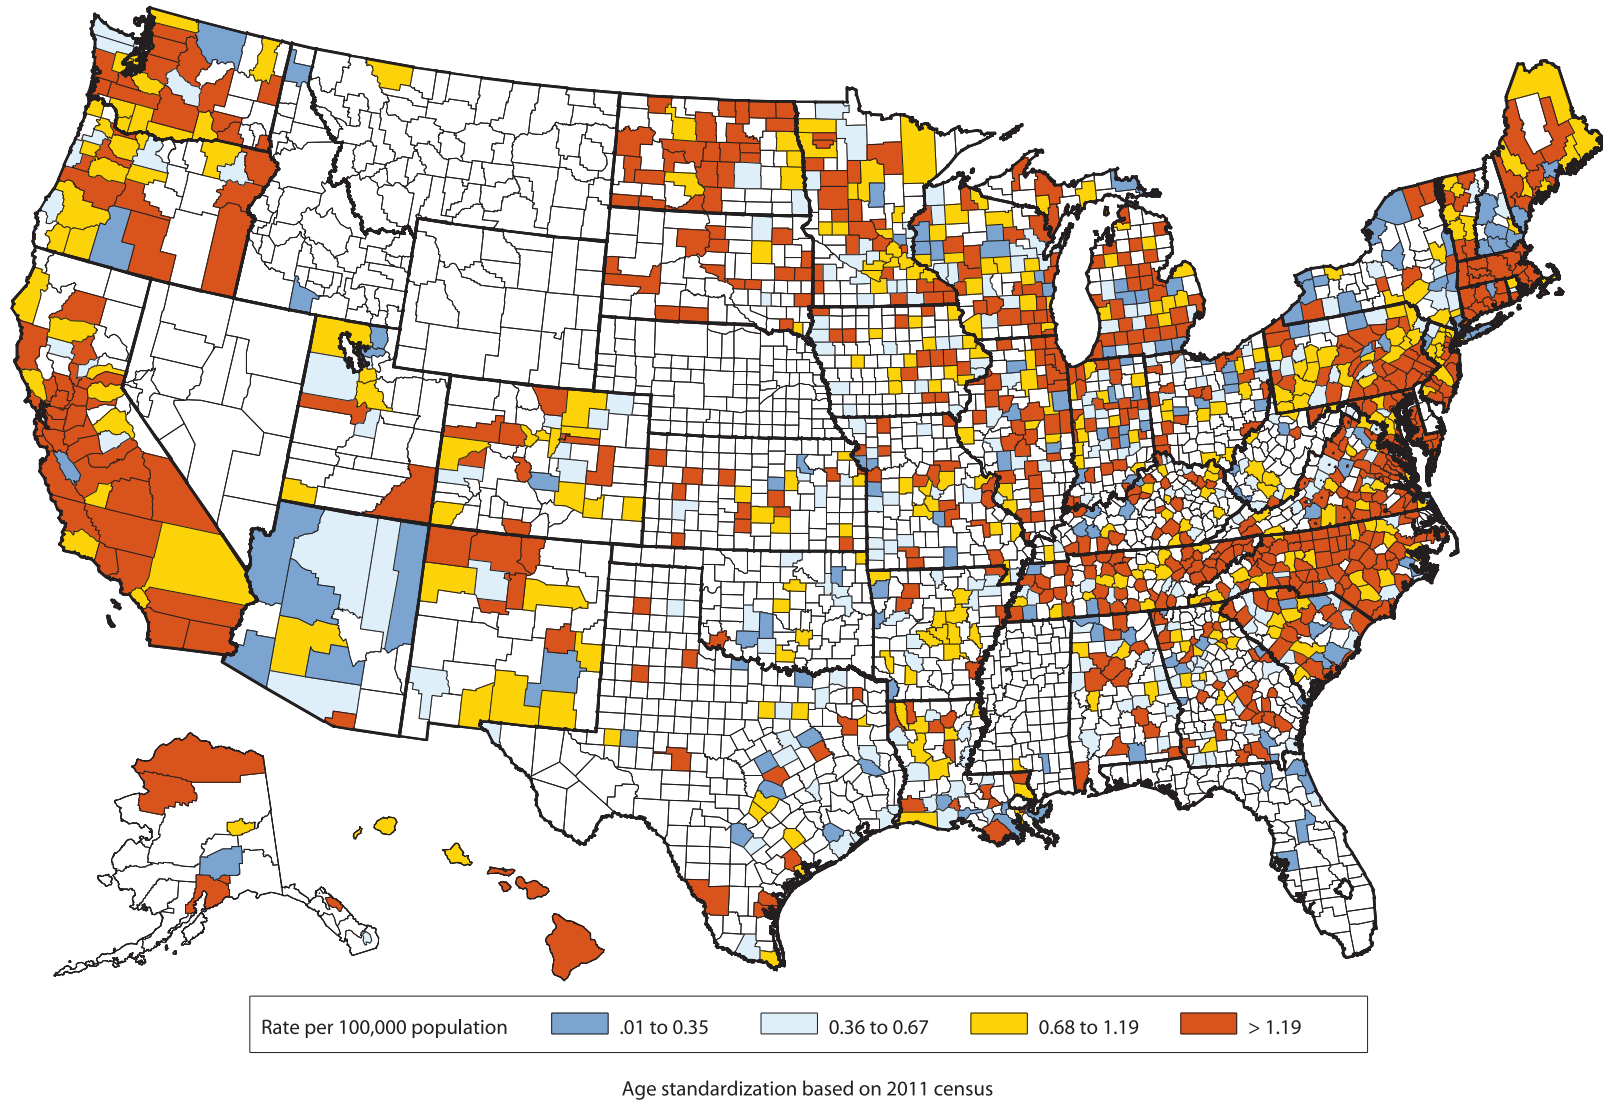 Rate per 100,000 population .01 to 0.35 0.36 to 0.67 0.68 to 1.19 > 1.19
Age standardization based on 2011 census